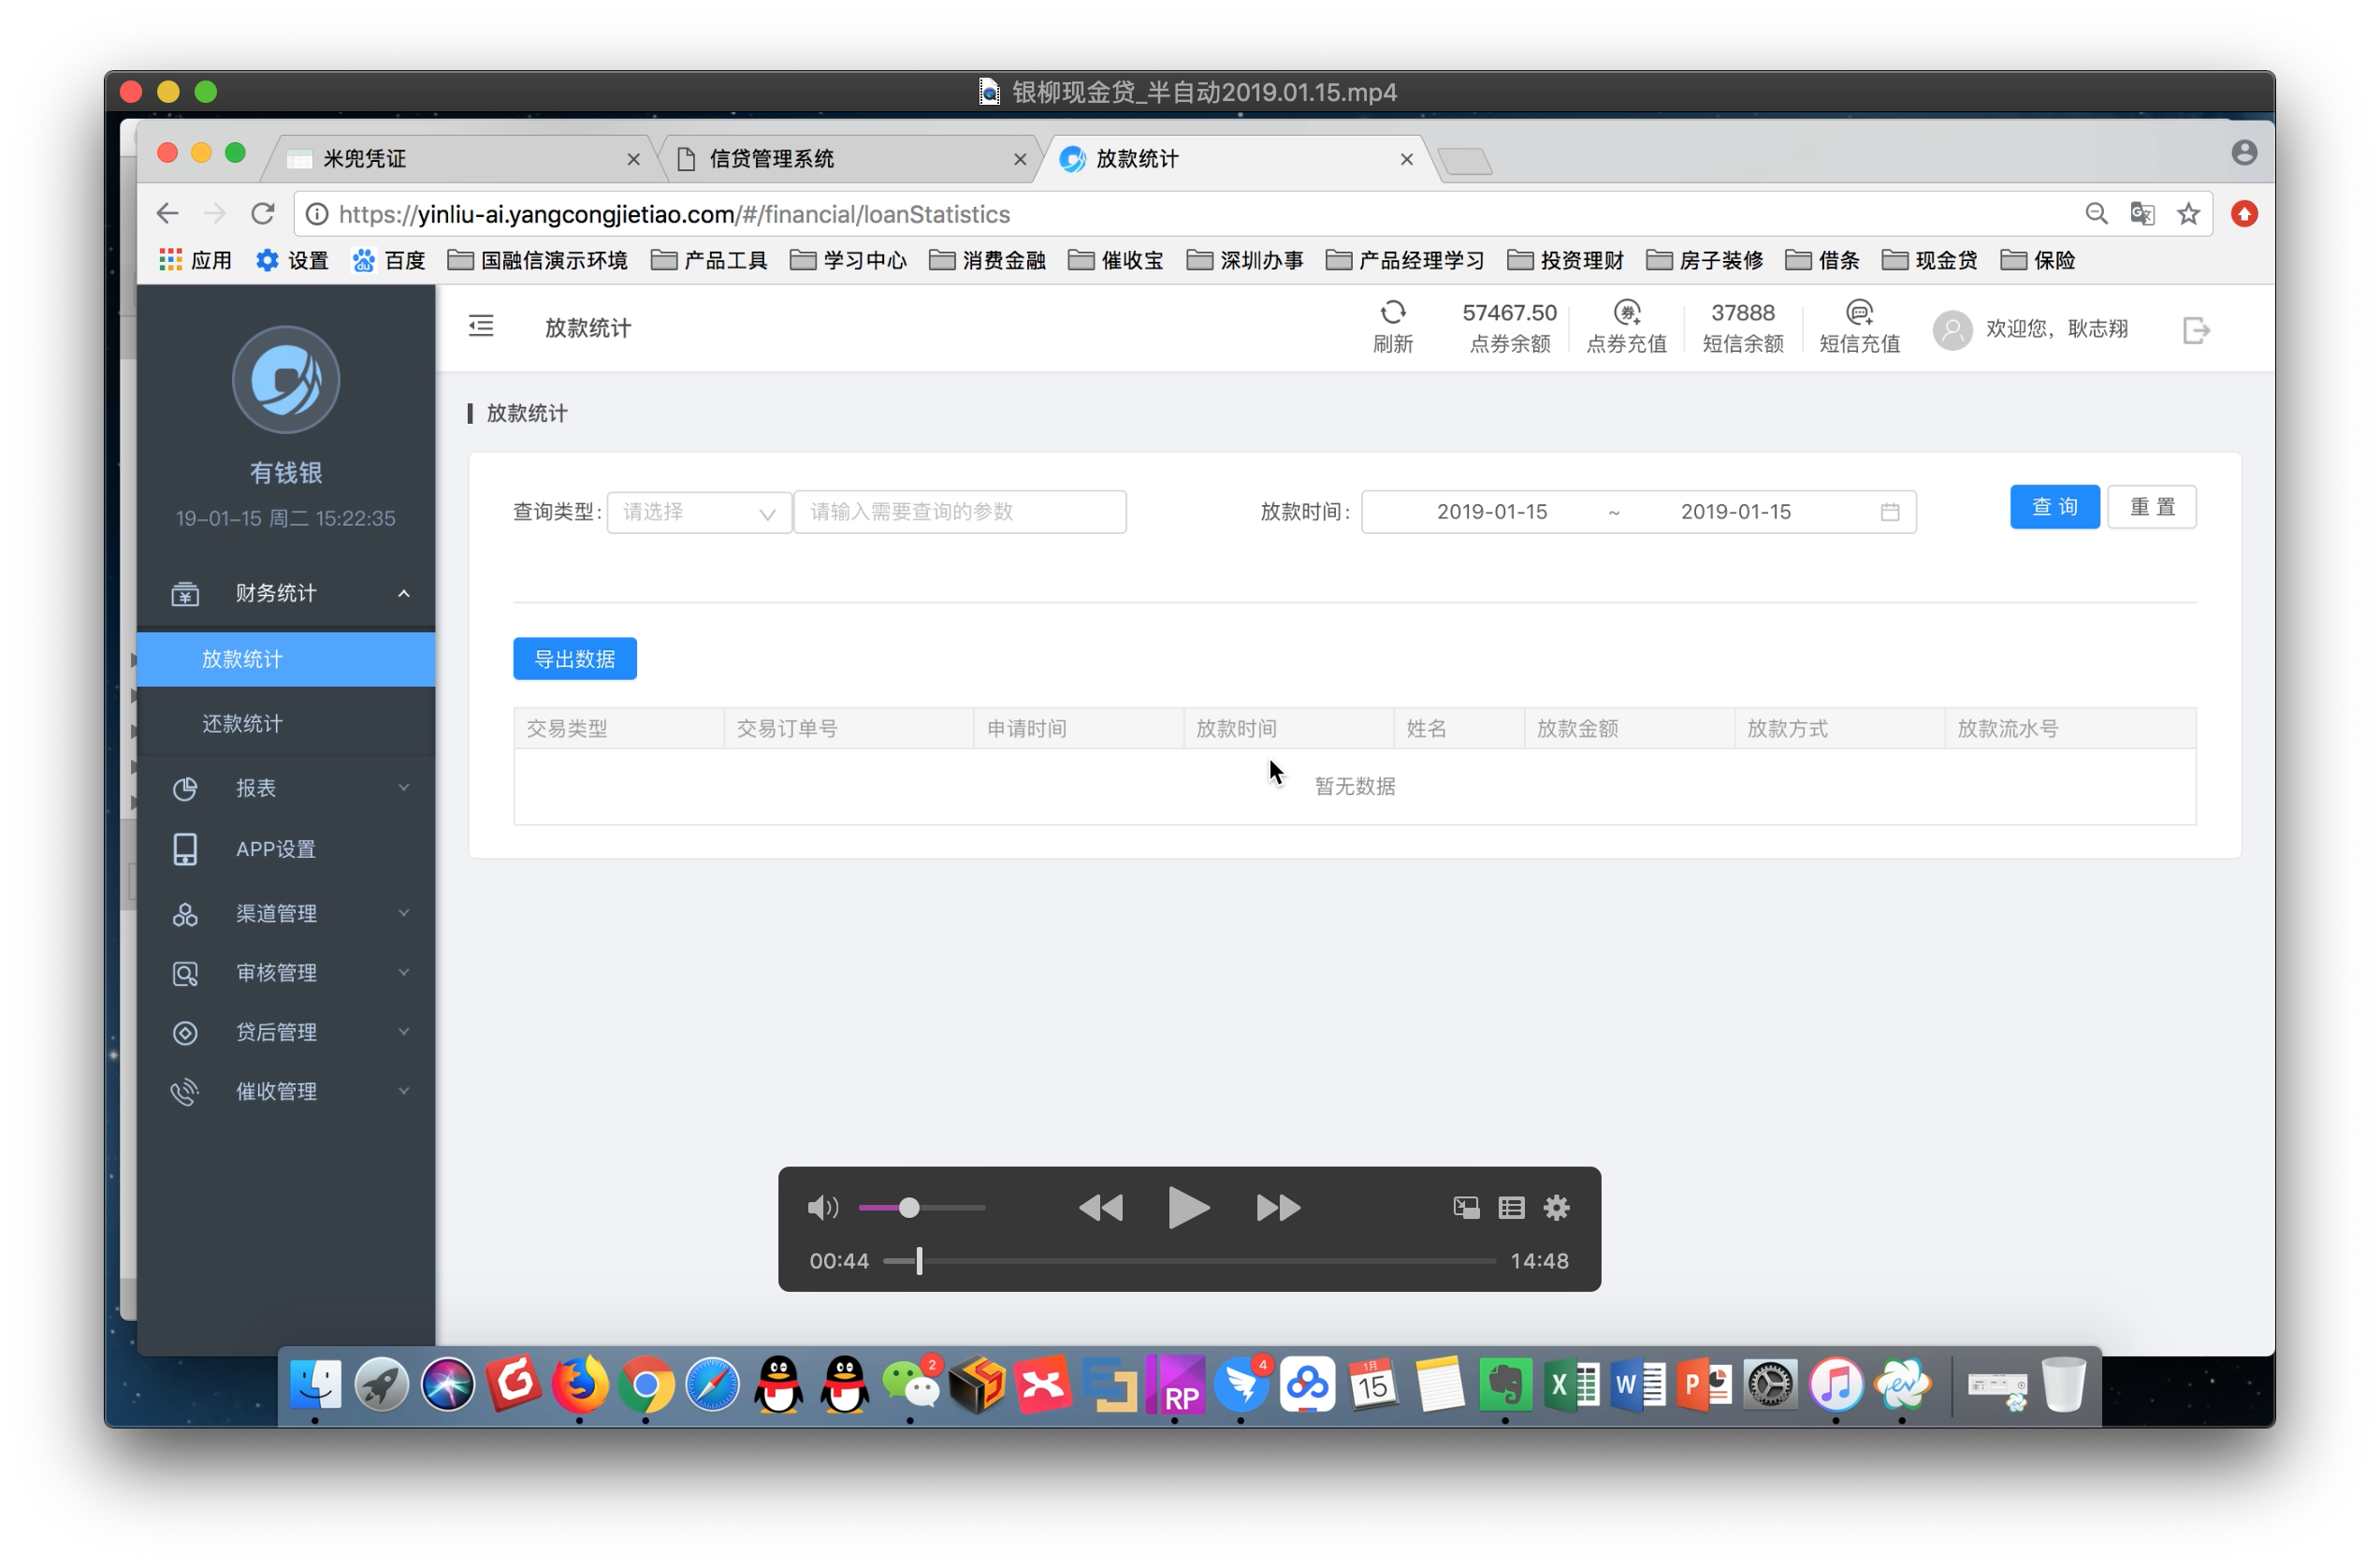 银柳现金贷_半自动2019.01.15.mp4
米兜凭证
信贷管理系统
放款统计
https://yinliu-ai.yangcongjietiao.com/#/financial/loanStatistics
应用 设置 百度 国融信演示环境 产品工具 学习中心 消费金融 催收宝 深圳办事 产品经理学习 投资理财 房子装修 借条 现金贷 保险
有钱银
19-01-15 周二 15:22:35
财务统计
放款统计
还款统计
报表
APP设置
渠道管理
审核管理
贷后管理
催收管理
放款统计
刷新
57467.50
点券余额
券
点券充值
37888
短信余额
短信充值
欢迎您，耿志翔
放款统计
查询类型: 请选择 请输入需要查询的参数 放款时间: 2019-01-15 ~ 2019-01-15 查 询 重 置
导出数据
交易类型 交易订单号 申请时间 放款时间 姓名 放款金额 放款方式 放款流水号
暂无数据
00:44 14:48
2
RP
4
1月
15
X
W
P
ev